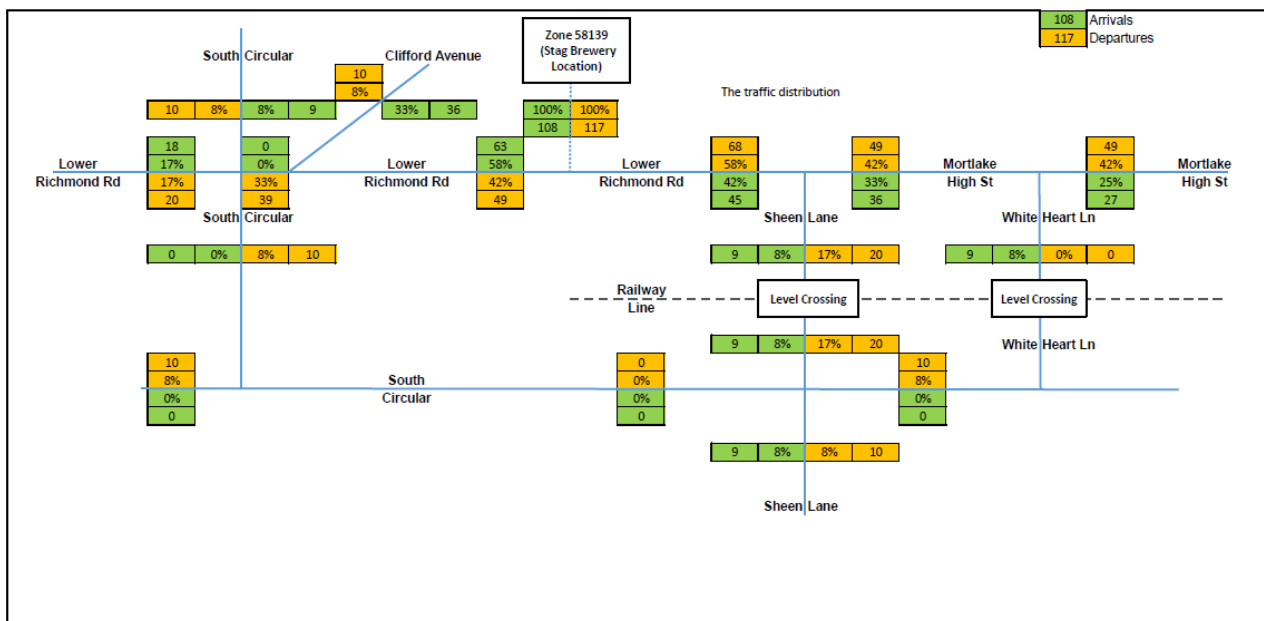 108 Arrivals
117 Departures
Zone 58139
(Stag Brewery
Location)
South Circular
Clifford Avenue
10
8%
10 8% 8% 9
33% 36
The traffic distribution
100% 100%
108 117
18
17%
17%
20
0
0%
33%
39
63
58%
42%
49
68
58%
42%
45
49
42%
33%
36
49
42%
25%
27
Lower
Richmond Rd
Lower
Richmond Rd
Lower
Richmond Rd
Mortlake
High St
Mortlake
High St
South Circular
Sheen Lane
White Heart Ln
0 0% 8% 10
9 8% 17% 20
9 8% 0% 0
Railway
Line
Level Crossing
Level Crossing
9 8% 17% 20
White Heart Ln
10
8%
0%
0
South
Circular
0
0%
0%
0
10
8%
0%
0
9 8% 8% 10
Sheen Lane